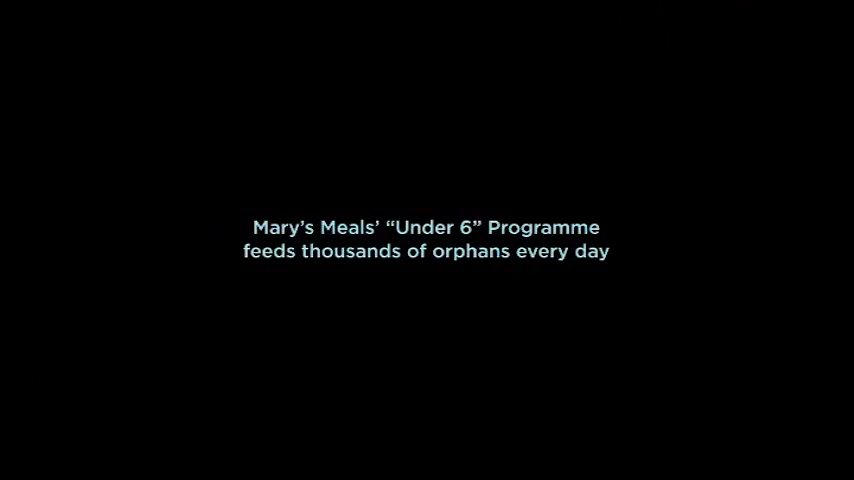 Mary’s Meals’ “Under 6” Programme
feeds thousands of orphans every day